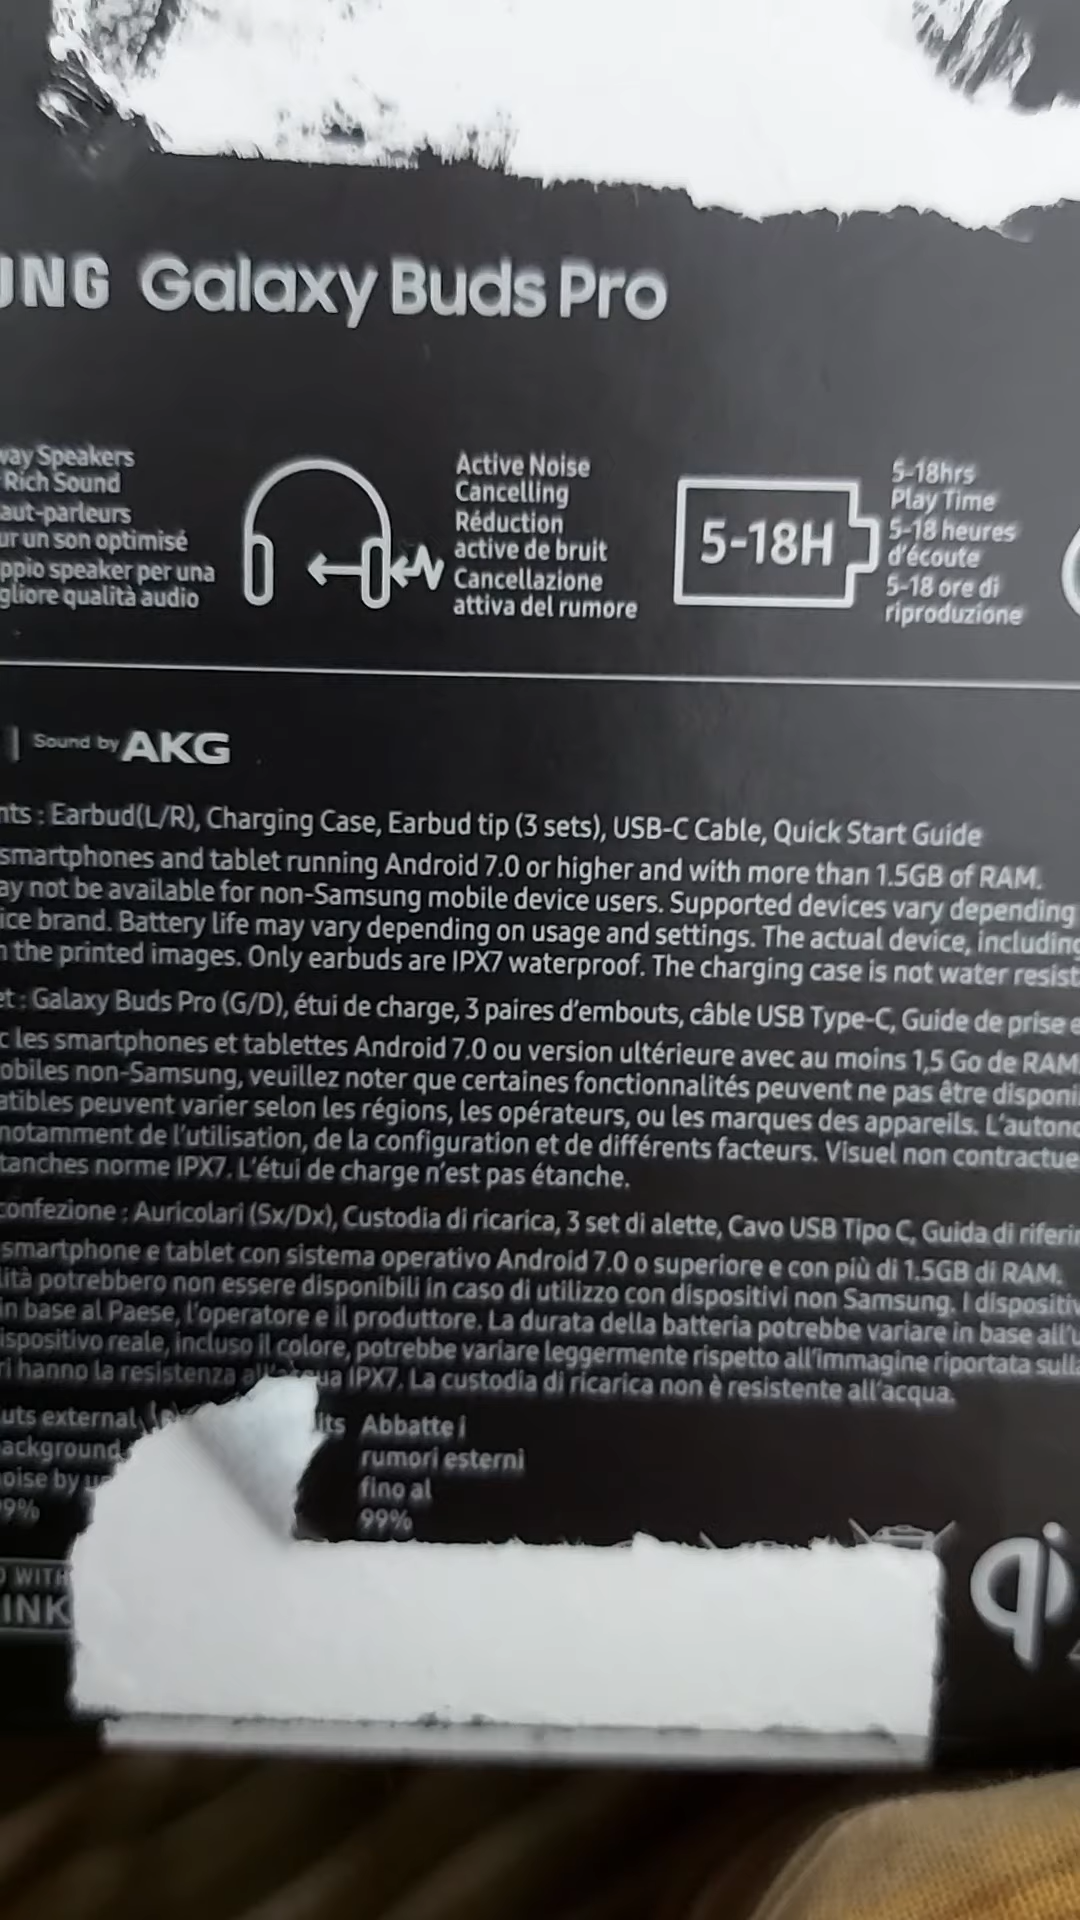 UNG Galaxy Buds Pro
way Speakers
Rich Sound
aut-parleurs
ur un son optimisé
ppio speaker per una
gliore qualità audio
Active Noise
Cancelling
Réduction
active de bruit
Cancellazione
attiva del rumore
5-18H
5-18hrs
Play Time
5-18 heures
d'écoute
5-18 ore di
riproduzione
| Sound by AKG
nts : Earbud(L/R), Charging Case, Earbud tip (3 sets), USB-C Cable, Quick Start Guide
smartphones and tablet running Android 7.0 or higher and with more than 1.5GB of RAM.
ay not be available for non-Samsung mobile device users. Supported devices vary depending
ice brand. Battery life may vary depending on usage and settings. The actual device, including
n the printed images. Only earbuds are IPX7 waterproof. The charging case is not water resist
et : Galaxy Buds Pro (G/D), étui de charge, 3 paires d'embouts, câble USB Type-C, Guide de prise e
c les smartphones et tablettes Android 7.0 ou version ultérieure avec au moins 1,5 Go de RAM
obiles non-Samsung, veuillez noter que certaines fonctionnalités peuvent ne pas être disponi
atibles peuvent varier selon les régions, les opérateurs, ou les marques des appareils. L'autono
notamment de l'utilisation, de la configuration et de différents facteurs. Visuel non contractue
tanches norme IPX7. L'étui de charge n'est pas étanche.
confezione : Auricolari (Sx/Dx), Custodia di ricarica, 3 set di alette, Cavo USB Tipo C, Guida di riferi
smartphone e tablet con sistema operativo Android 7.0 o superiore e con più di 1.5GB di RAM.
lità potrebbero non essere disponibili in caso di utilizzo con dispositivi non Samsung. I dispositiv
in base al Paese, l'operatore e il produttore. La durata della batteria potrebbe variare in base all'u
ispositivo reale, incluso il colore, potrebbe variare leggermente rispetto all'immagine riportata sulla
ri hanno la resistenza all'acqua IPX7. La custodia di ricarica non è resistente all'acqua.
uts external
ackground
oise by up
9%
its
Abbatte i
rumori esterni
fino al
99%
D WITH
INK
qi